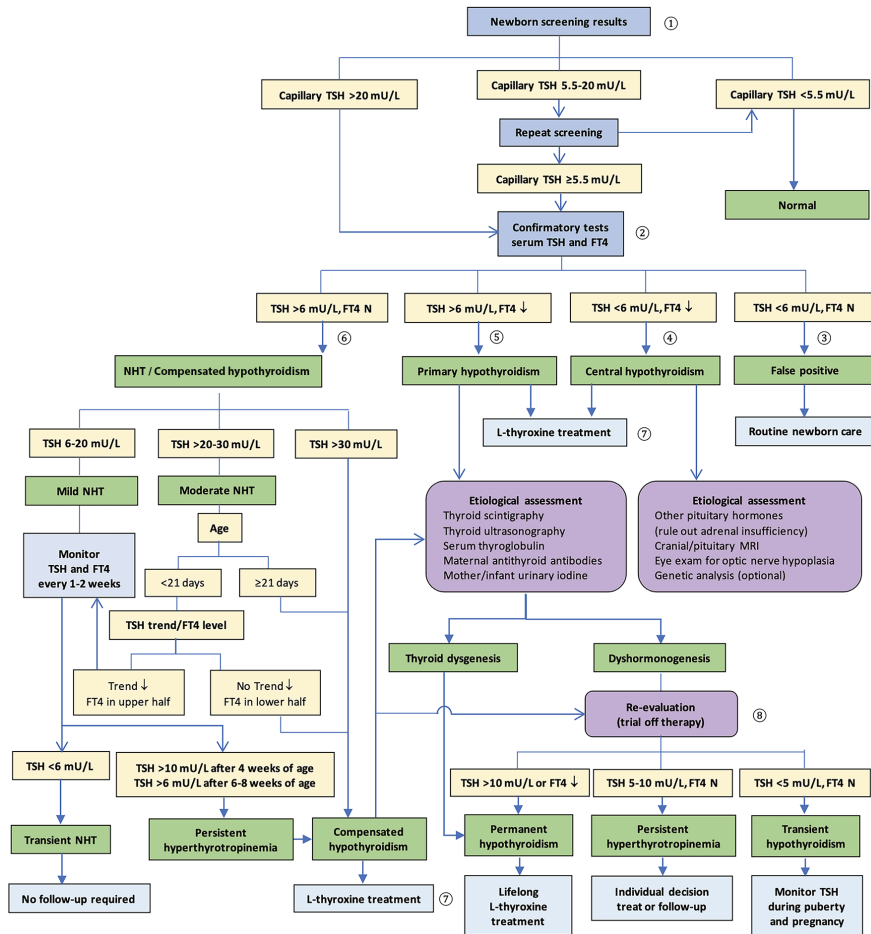 Newborn screening results
①
Capillary TSH >20 mU/L
Capillary TSH 5.5-20 mU/L
Capillary TSH <5.5 mU/L
Repeat screening
Capillary TSH ≥5.5 mU/L
Normal
Confirmatory tests
serum TSH and FT4
②
TSH >6 mU/L, FT4 N
TSH >6 mU/L, FT4 ↓
TSH <6 mU/L, FT4 ↓
TSH <6 mU/L, FT4 N
⑥
⑤
④
③
NHT / Compensated hypothyroidism
Primary hypothyroidism
Central hypothyroidism
False positive
L-thyroxine treatment
⑦
Routine newborn care
TSH 6-20 mU/L
TSH >20-30 mU/L
TSH >30 mU/L
Mild NHT
Moderate NHT
Age
Monitor
TSH and FT4
every 1-2 weeks
<21 days
≥21 days
TSH trend/FT4 level
Trend ↓
FT4 in upper half
No Trend ↓
FT4 in lower half
Etiological assessment
Thyroid scintigraphy
Thyroid ultrasonography
Serum thyroglobulin
Maternal antithyroid antibodies
Mother/infant urinary iodine
Etiological assessment
Other pituitary hormones
(rule out adrenal insufficiency)
Cranial/pituitary MRI
Eye exam for optic nerve hypoplasia
Genetic analysis (optional)
Thyroid dysgenesis
Dyshormonogenesis
Re-evaluation
(trial off therapy)
⑧
TSH <6 mU/L
TSH >10 mU/L after 4 weeks of age
TSH >6 mU/L after 6-8 weeks of age
TSH >10 mU/L or FT4 ↓
TSH 5-10 mU/L, FT4 N
TSH <5 mU/L, FT4 N
Transient NHT
Persistent
hyperthyrotropinemia
Compensated
hypothyroidism
Permanent
hypothyroidism
Persistent
hyperthyrotropinemia
Transient
hypothyroidism
No follow-up required
L-thyroxine treatment
⑦
Lifelong
L-thyroxine
treatment
Individual decision
treat or follow-up
Monitor TSH
during puberty
and pregnancy